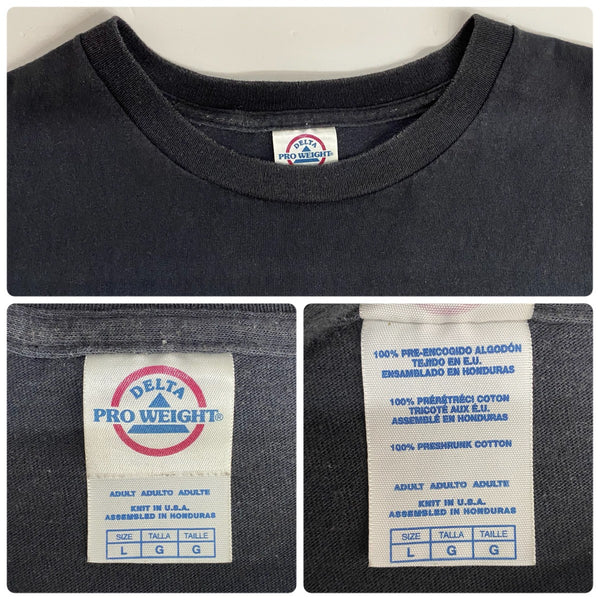 DELTA
PRO WEIGHT®
DELTA
PRO WEIGHT®
ADULT ADULTO ADULTE
KNIT IN U.S.A.
ASSEMBLED IN HONDURAS
SIZE TALLA TAILLE
L G G
100% PRE-ENCOGIDO ALGODÓN
TEJIDO EN E.U.
ENSAMBLADO EN HONDURAS
100% PRÉRÉTRÉCI COTON
TRICOTÉ AUX É.U.
ASSEMBLÉ EN HONDURAS
100% PRESHRUNK COTTON
ADULT ADULTO ADULTE
KNIT IN U.S.A.
ASSEMBLED IN HONDURAS
SIZE TALLA TAILLE
L G G